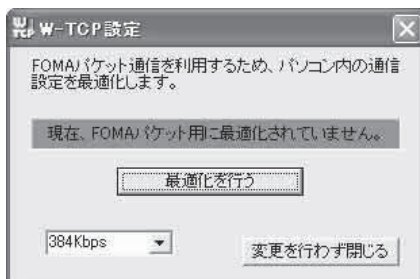 W-TCP設定
FOMAパケット通信を利用するため、パソコン内の通信
設定を最適化します。
現在、FOMAパケット用に最適化されていません。
最適化を行う
384Kbps
変更を行わず閉じる